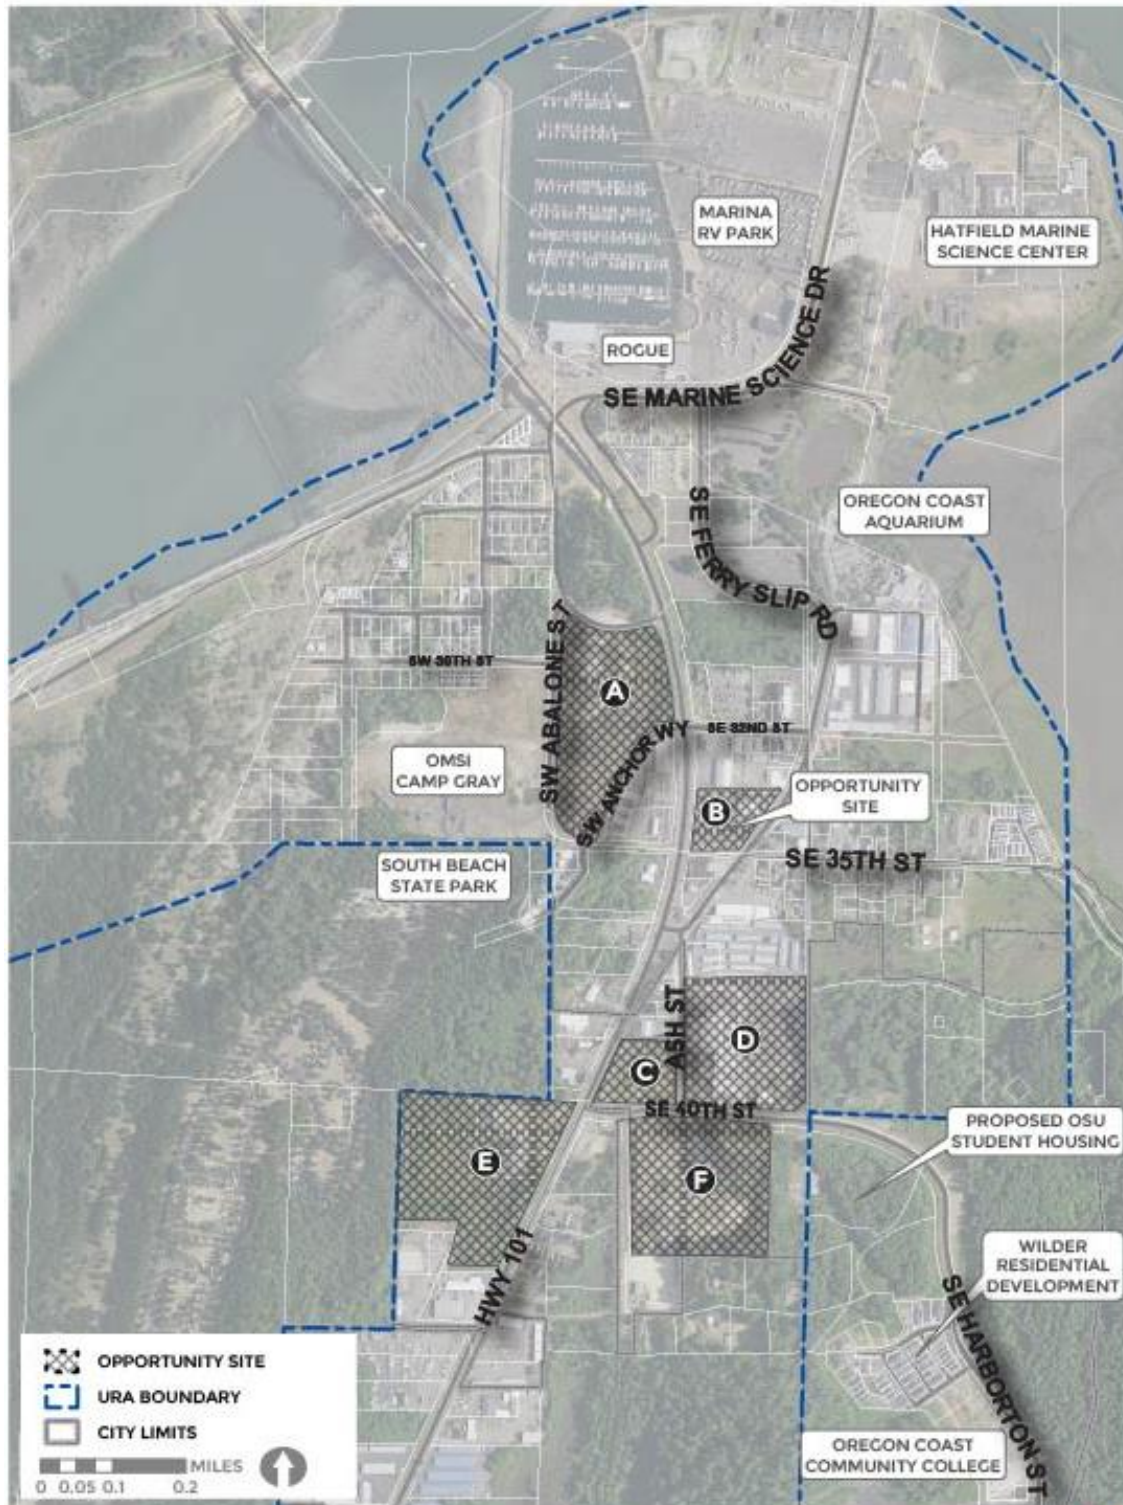 MARINA
RV PARK
HATFIELD MARINE
SCIENCE CENTER
ROGUE
SE MARINE SCIENCE DR
OREGON COAST
AQUARIUM
SE FERRY SLIP RD
SW ABALONE ST
SW 30TH ST
A
SW ANCHOR WY
SE 32ND ST
OMSI
CAMP GRAY
OPPORTUNITY
SITE
B
SE 35TH ST
SOUTH BEACH
STATE PARK
ASH ST
D
C
SE 40TH ST
PROPOSED OSU
STUDENT HOUSING
E
F
HWY 101
WILDER
RESIDENTIAL
DEVELOPMENT
SE HARBORTON ST
OREGON COAST
COMMUNITY COLLEGE
OPPORTUNITY SITE
URA BOUNDARY
CITY LIMITS
MILES
0 0.05 0.1 0.2